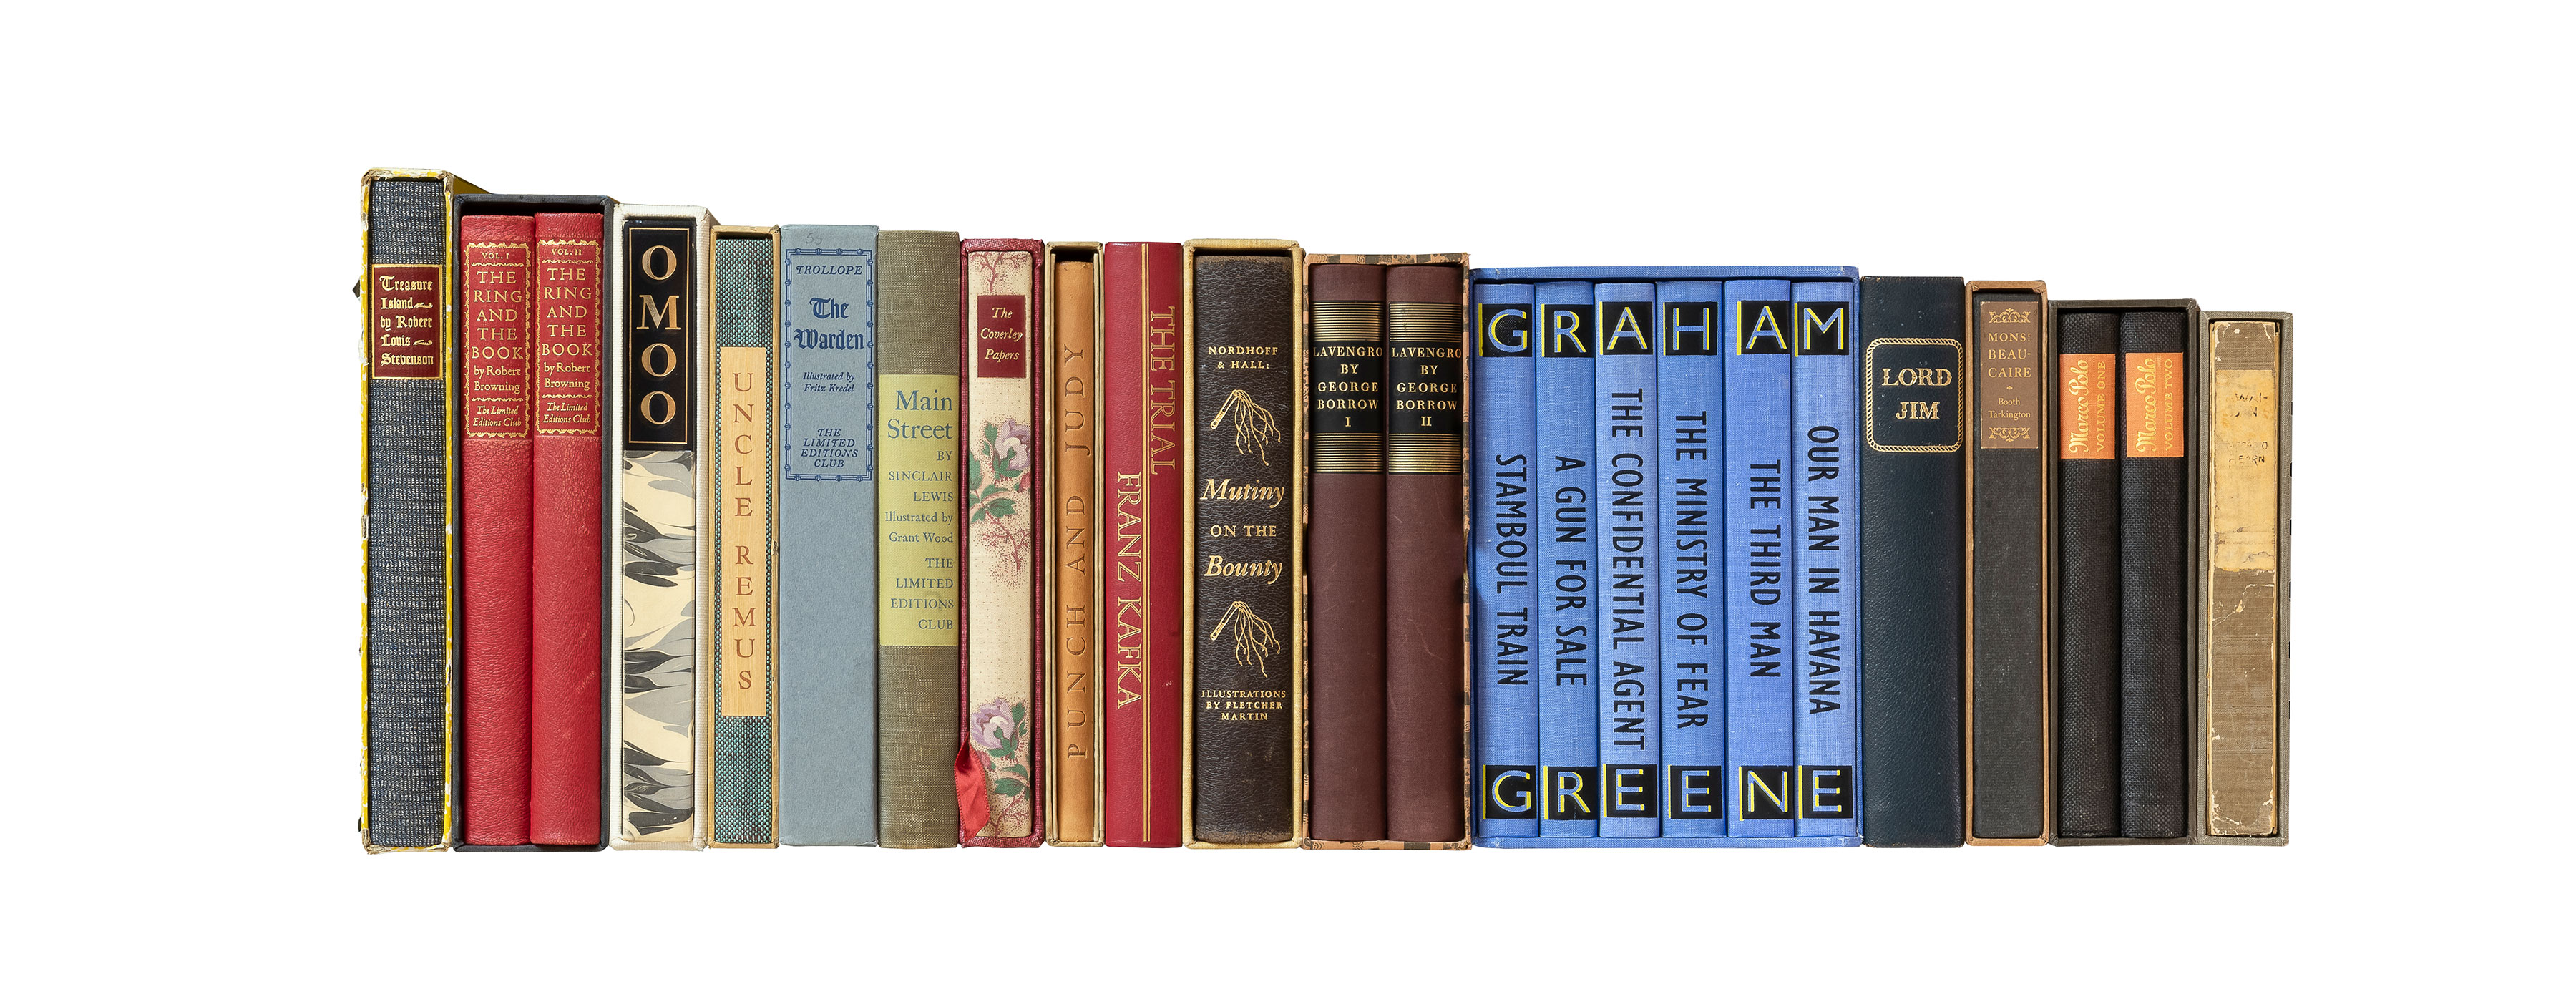 Treasure
Island
by Robert
Louis
Stevenson
VOL. I
THE
RING
AND
THE
BOOK
by Robert
Browning
The Limited
Editions Club
VOL. II
THE
RING
AND
THE
BOOK
by Robert
Browning
The Limited
Editions Club
OMOO
UNCLE REMUS
55
TROLLOPE
The
Warden
Illustrated by
Fritz Kredel
THE
LIMITED
EDITIONS
CLUB
Main
Street
BY
SINCLAIR
LEWIS
Illustrated by
Grant Wood
THE
LIMITED
EDITIONS
CLUB
The
Coverley
Papers
PUNCH AND JUDY
THE TRIAL
FRANZ KAFKA
NORDHOFF
& HALL:
Mutiny
ON THE
Bounty
ILLUSTRATIONS
BY FLETCHER
MARTIN
LAVENGRO
BY
GEORGE
BORROW
I
LAVENGRO
BY
GEORGE
BORROW
II
GRAHAM
STAMBOUL TRAIN
A GUN FOR SALE
THE CONFIDENTIAL AGENT
THE MNISTRY OF FEAR
THE THIRD MAN
OUR MAN IN HAVANA
GREENE
LORD
JIM
MONS!
BEAU-
CAIRE
Booth
Tarkington
Marco Polo
VOLUME ONE
Marco Polo
VOLUME TWO